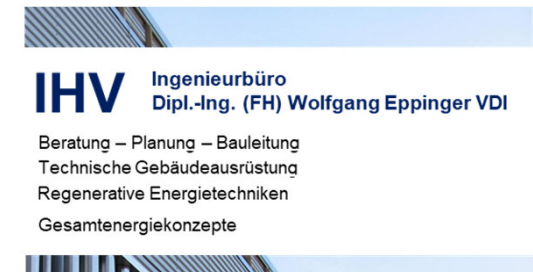 IHV
Ingenieurbüro
Dipl.-Ing. (FH) Wolfgang Eppinger VDI
Beratung – Planung – Bauleitung
Technische Gebäudeausrüstung
Regenerative Energietechniken
Gesamtenergiekonzepte